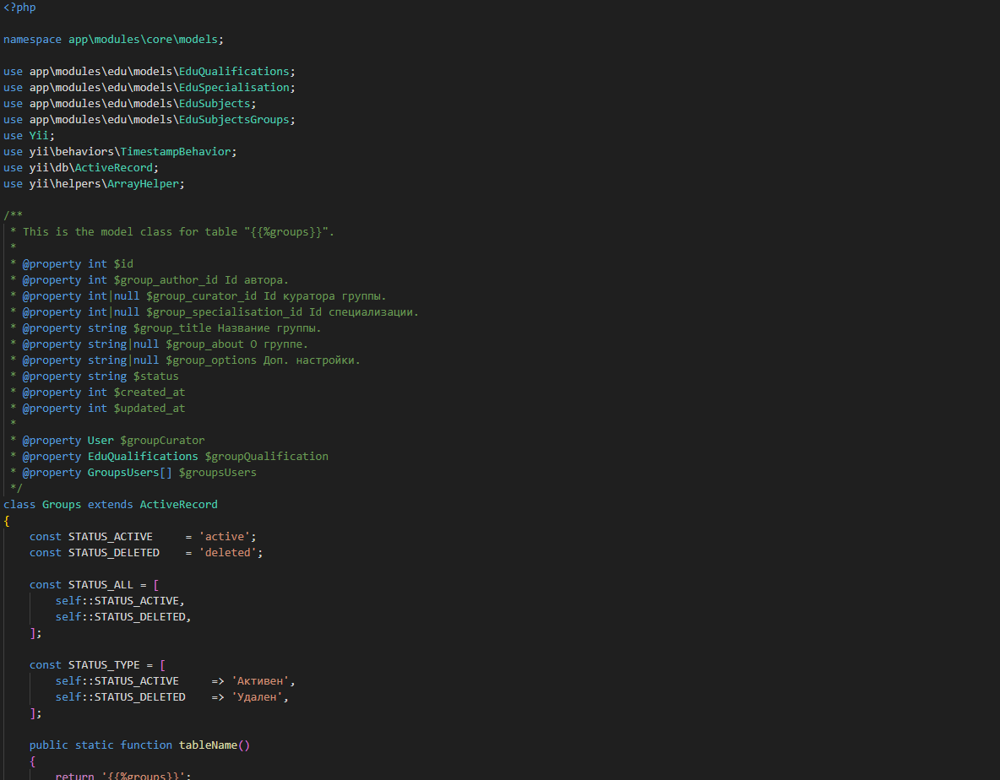 <?php
namespace app\modules\core\models;
use app\modules\edu\models\EduQualifications;
use app\modules\edu\models\EduSpecialisation;
use app\modules\edu\models\EduSubjects;
use app\modules\edu\models\EduSubjectsGroups;
use Yii;
use yii\behaviors\TimestampBehavior;
use yii\db\ActiveRecord;
use yii\helpers\ArrayHelper;
/**
 * This is the model class for table "{{%groups}}".
 *
 * @property int $id
 * @property int $group_author_id Id автора.
 * @property int|null $group_curator_id Id куратора группы.
 * @property int|null $group_specialisation_id Id специализации.
 * @property string $group_title Название группы.
 * @property string|null $group_about О группе.
 * @property string|null $group_options Доп. настройки.
 * @property string $status
 * @property int $created_at
 * @property int $updated_at
 *
 * @property User $groupCurator
 * @property EduQualifications $groupQualification
 * @property GroupsUsers[] $groupsUsers
 */
class Groups extends ActiveRecord
{
    const STATUS_ACTIVE     = 'active';
    const STATUS_DELETED    = 'deleted';
    const STATUS_ALL = [
        self::STATUS_ACTIVE,
        self::STATUS_DELETED,
    ];
    const STATUS_TYPE = [
        self::STATUS_ACTIVE     => 'Активен',
        self::STATUS_DELETED    => 'Удален',
    ];
    public static function tableName()
    {
        return '{{%groups}}';